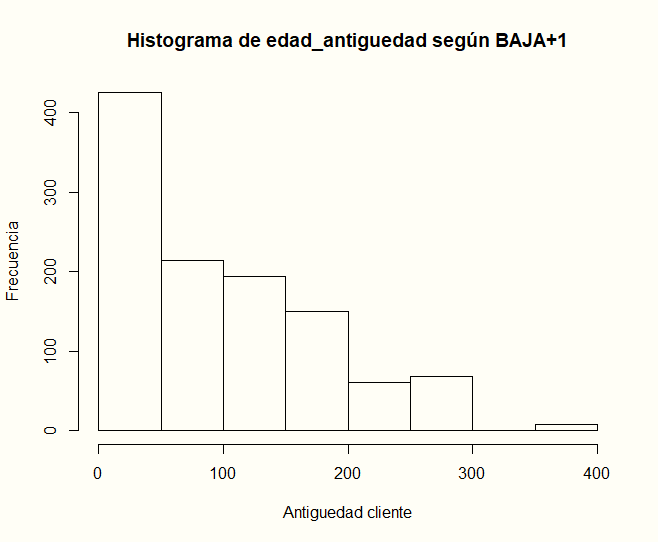 Histograma de edad_antiguedad según BAJA+1
400
300
200
100
0
Frecuencia
0 100 200 300 400
Antiguedad cliente